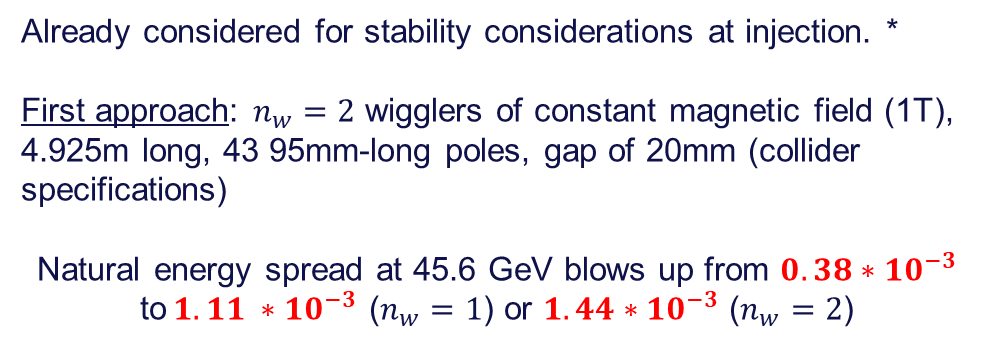 Already considered for stability considerations at injection. *
First approach: n_w = 2 wigglers of constant magnetic field (1T),
4.925m long, 43 95mm-long poles, gap of 20mm (collider
specifications)
Natural energy spread at 45.6 GeV blows up from 0.38 * 10⁻³
to 1.11 * 10⁻³ (n_w = 1) or 1.44 * 10⁻³ (n_w = 2)